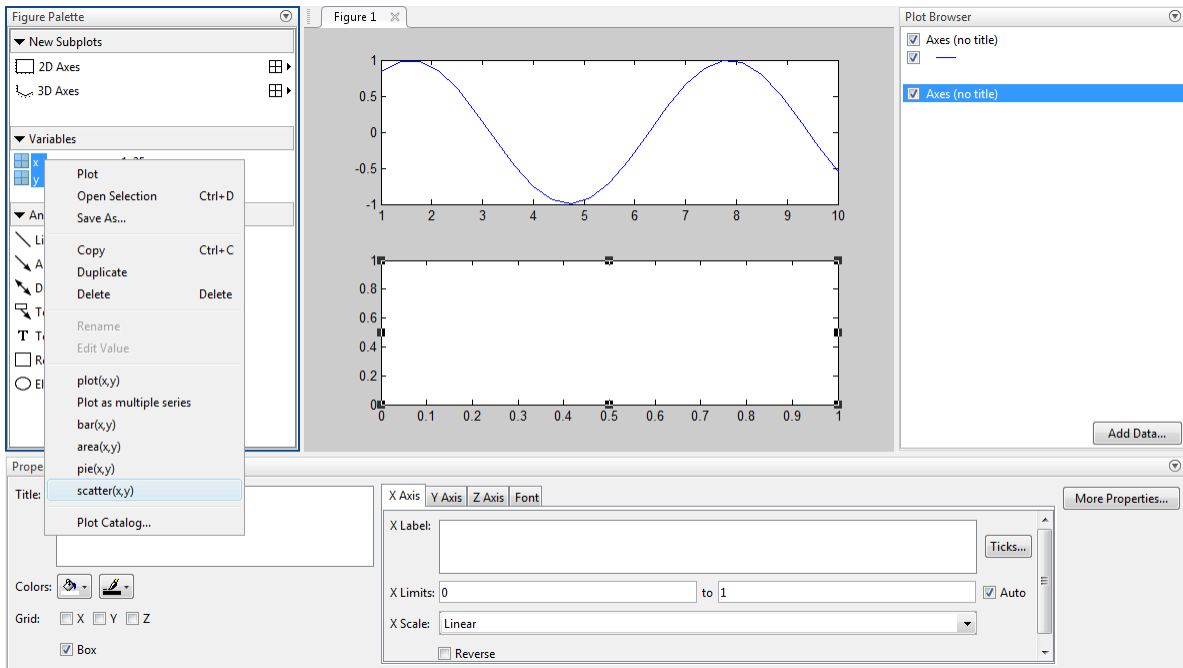 Figure Palette
New Subplots
2D Axes
3D Axes
Variables
x
y
An
Li
A
D
T
Re
El
Plot
Open Selection Ctrl+D
Save As...
Copy Ctrl+C
Duplicate
Delete Delete
Rename
Edit Value
plot(x,y)
Plot as multiple series
bar(x,y)
area(x,y)
pie(x,y)
scatter(x,y)
Plot Catalog...
Figure 1
1
0.5
0
-0.5
-1
1 2 3 4 5 6 7 8 9 10
1
0.8
0.6
0.4
0.2
0
0 0.1 0.2 0.3 0.4 0.5 0.6 0.7 0.8 0.9 1
Plot Browser
Axes (no title)
Axes (no title)
Add Data...
Prope
Title:
Colors:
Grid: X Y Z
Box
X Axis Y Axis Z Axis Font
X Label:
Ticks...
X Limits: 0 to 1 Auto
X Scale: Linear
Reverse
More Properties...